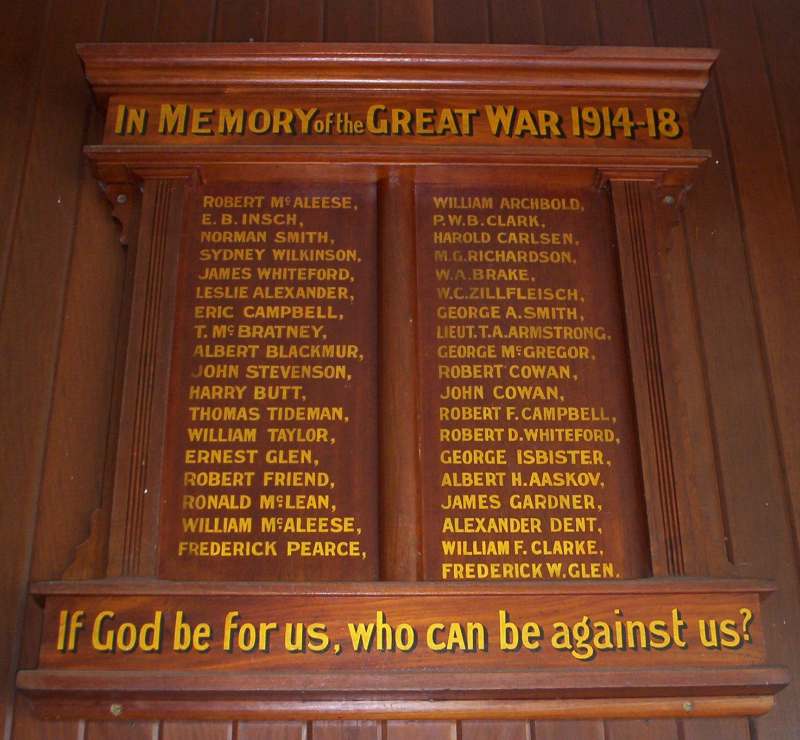 IN MEMORY of the GREAT WAR 1914-18
ROBERT McALEESE,
E.B. INSCH,
NORMAN SMITH,
SYDNEY WILKINSON,
JAMES WHITEFORD,
LESLIE ALEXANDER,
ERIC CAMPBELL,
T. McBRATNEY,
ALBERT BLACKMUR,
JOHN STEVENSON,
HARRY BUTT,
THOMAS TIDEMAN,
WILLIAM TAYLOR,
ERNEST GLEN,
ROBERT FRIEND,
RONALD McLEAN,
WILLIAM McALEESE,
FREDERICK PEARCE,
WILLIAM ARCHBOLD,
P.W.B. CLARK,
HAROLD CARLSEN,
M.G. RICHARDSON,
W.A. BRAKE,
W.C. ZILLFLEISCH,
GEORGE A. SMITH,
LIEUT. T.A. ARMSTRONG,
GEORGE McGREGOR,
ROBERT COWAN,
JOHN COWAN,
ROBERT F. CAMPBELL,
ROBERT D. WHITEFORD,
GEORGE ISBISTER,
ALBERT H. AASKOV,
JAMES GARDNER,
ALEXANDER DENT,
WILLIAM F. CLARKE,
FREDERICK W. GLEN.
If God be for us, who can be against us?